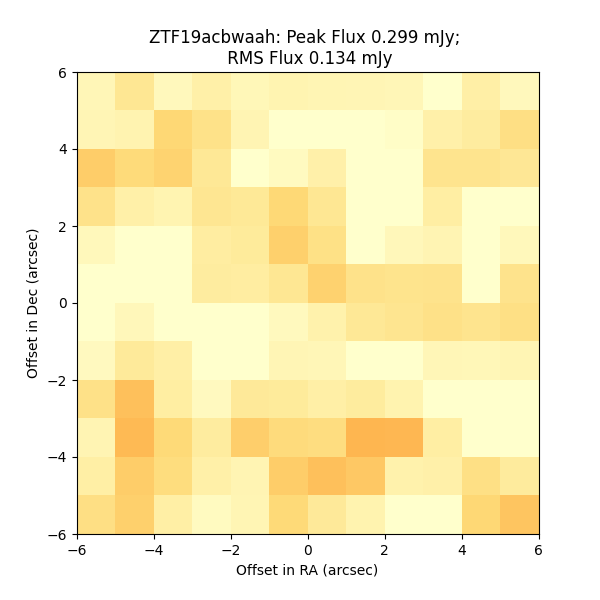 ZTF19acbwaah: Peak Flux 0.299 mJy;
RMS Flux 0.134 mJy
6
4
2
0
−2
−4
−6
Offset in Dec (arcsec)
−6 −4 −2 0 2 4 6
Offset in RA (arcsec)